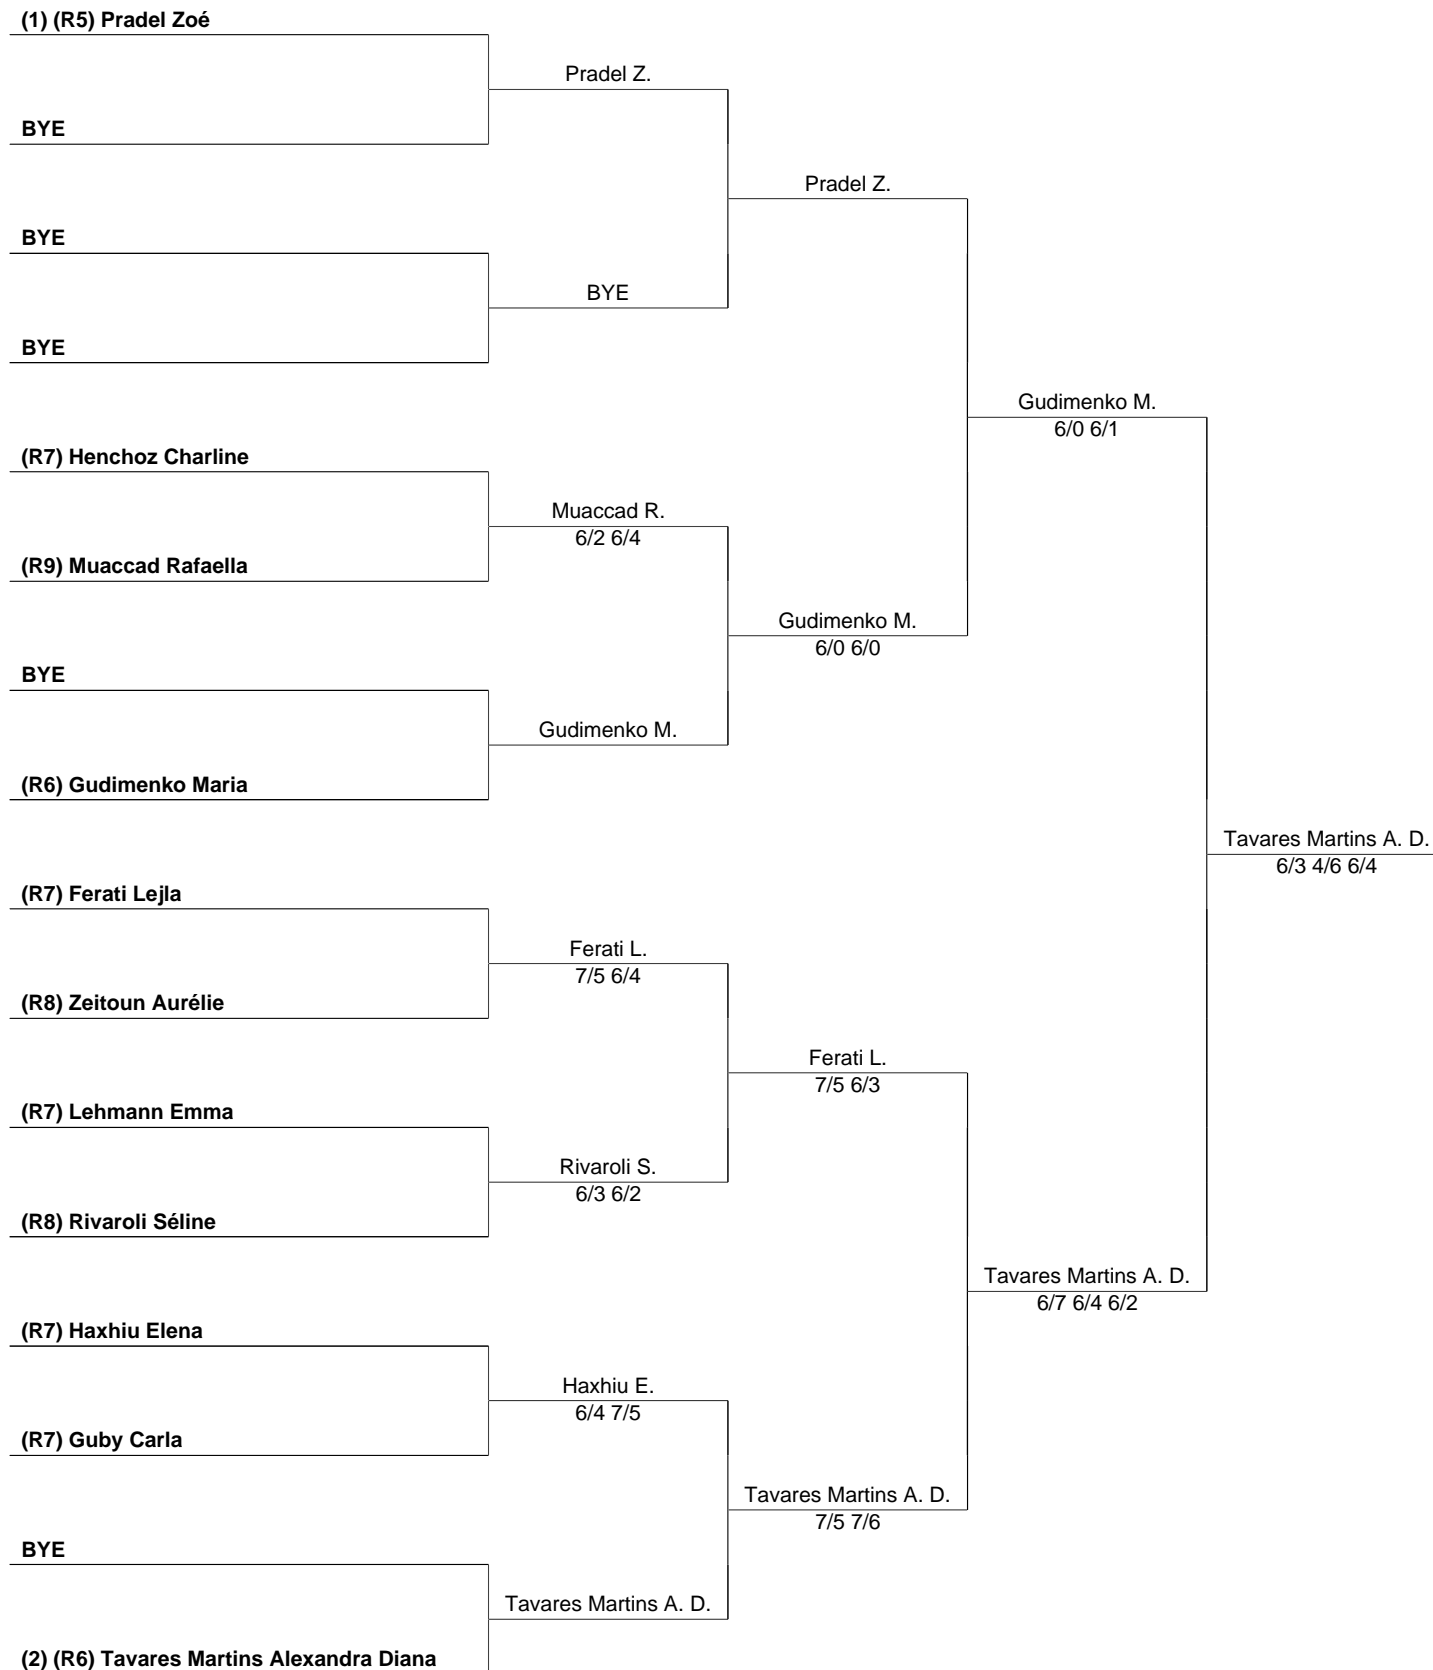 (1) (R5) Pradel Zoé
Pradel Z.
BYE
Pradel Z.
BYE
BYE
BYE
Gudimenko M.
6/0 6/1
(R7) Henchoz Charline
Muaccad R.
6/2 6/4
(R9) Muaccad Rafaella
Gudimenko M.
6/0 6/0
BYE
Gudimenko M.
(R6) Gudimenko Maria
Tavares Martins A. D.
6/3 4/6 6/4
(R7) Ferati Lejla
Ferati L.
7/5 6/4
(R8) Zeitoun Aurélie
Ferati L.
7/5 6/3
(R7) Lehmann Emma
Rivaroli S.
6/3 6/2
(R8) Rivaroli Séline
Tavares Martins A. D.
6/7 6/4 6/2
(R7) Haxhiu Elena
Haxhiu E.
6/4 7/5
(R7) Guby Carla
Tavares Martins A. D.
7/5 7/6
BYE
Tavares Martins A. D.
(2) (R6) Tavares Martins Alexandra Diana